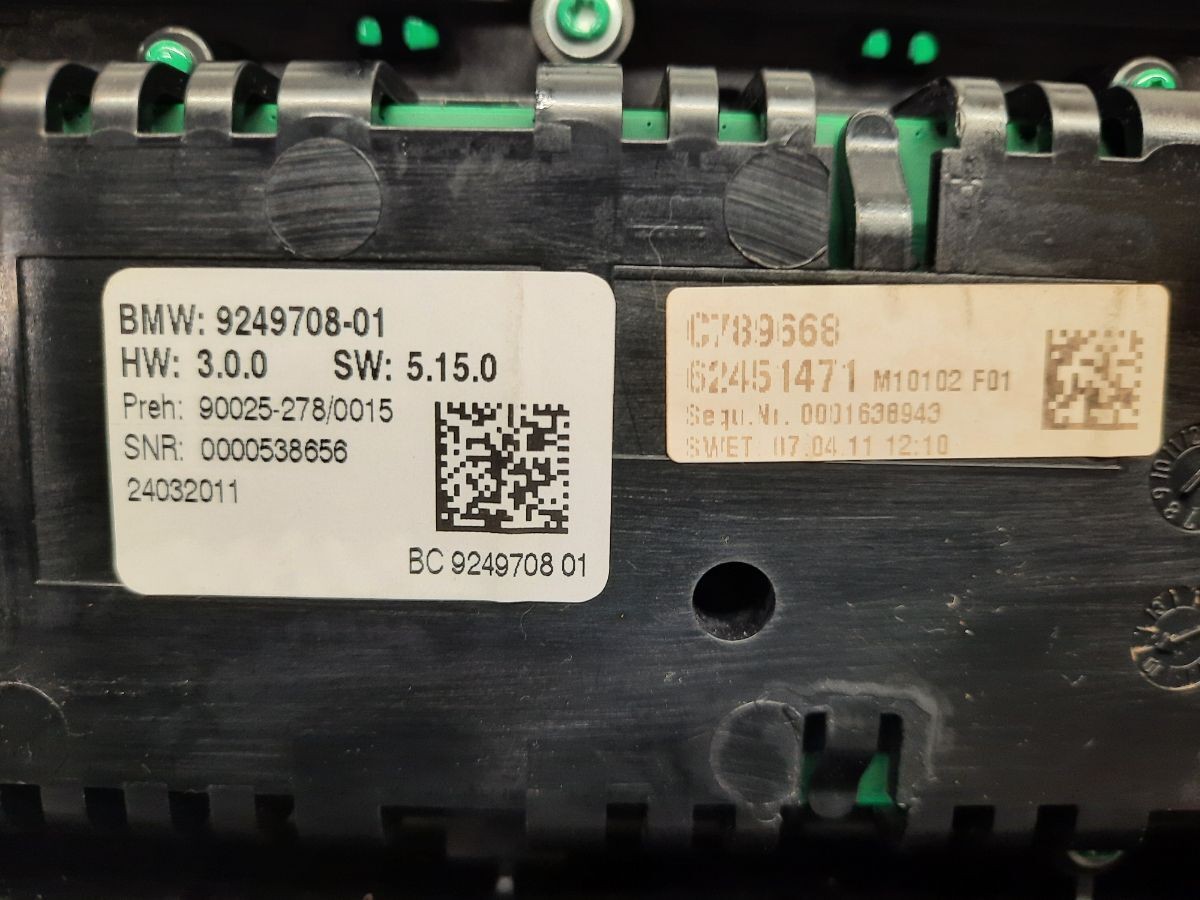 BMW: 9249708-01
HW: 3.0.0 SW: 5.15.0
Preh: 90025-278/0015
SNR: 0000538656
24032011
BC 9249708 01
C789668
62451471 M10102 F01
Sequ.Nr. 0001638943
SWET 07.04.11 12:10